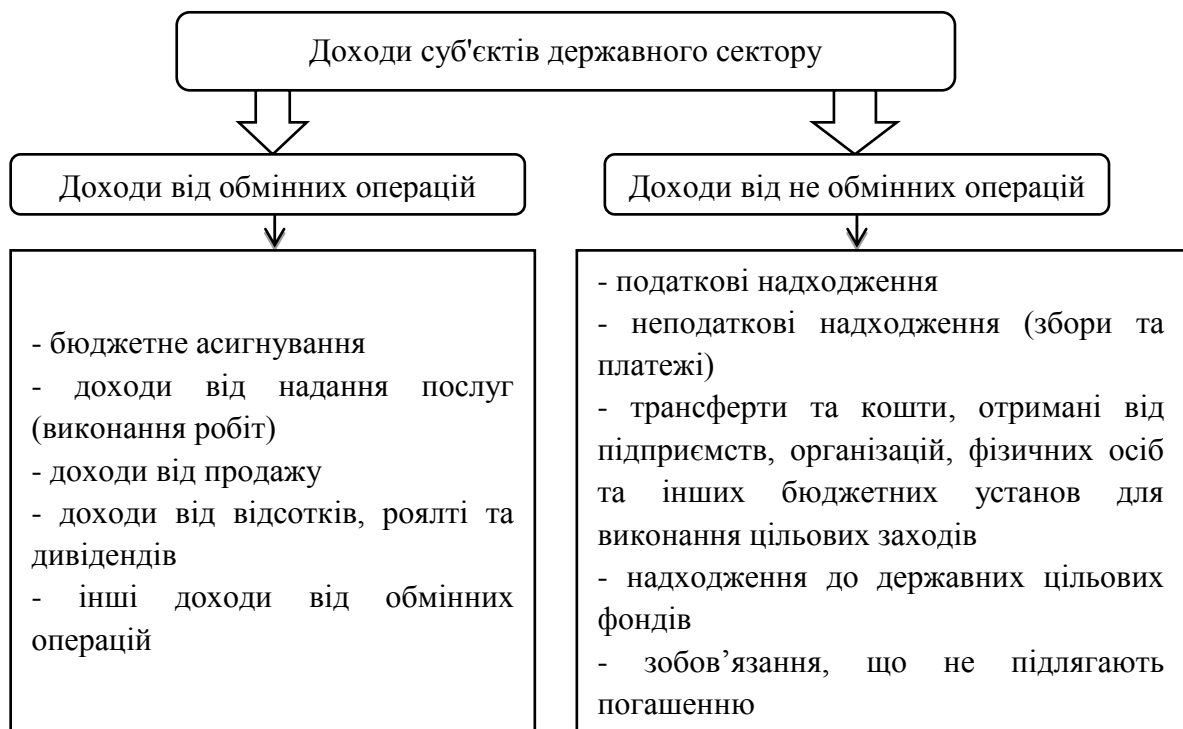 Доходи суб'єктів державного сектору
Доходи від обмінних операцій
Доходи від не обмінних операцій
- бюджетне асигнування
- доходи від надання послуг
(виконання робіт)
- доходи від продажу
- доходи від відсотків, роялті та
дивідендів
- інші доходи від обмінних
операцій
- податкові надходження
- неподаткові надходження (збори та
платежі)
- трансферти та кошти, отримані від
підприємств, організацій, фізичних осіб
та інших бюджетних установ для
виконання цільових заходів
- надходження до державних цільових
фондів
- зобов’язання, що не підлягають
погашенню